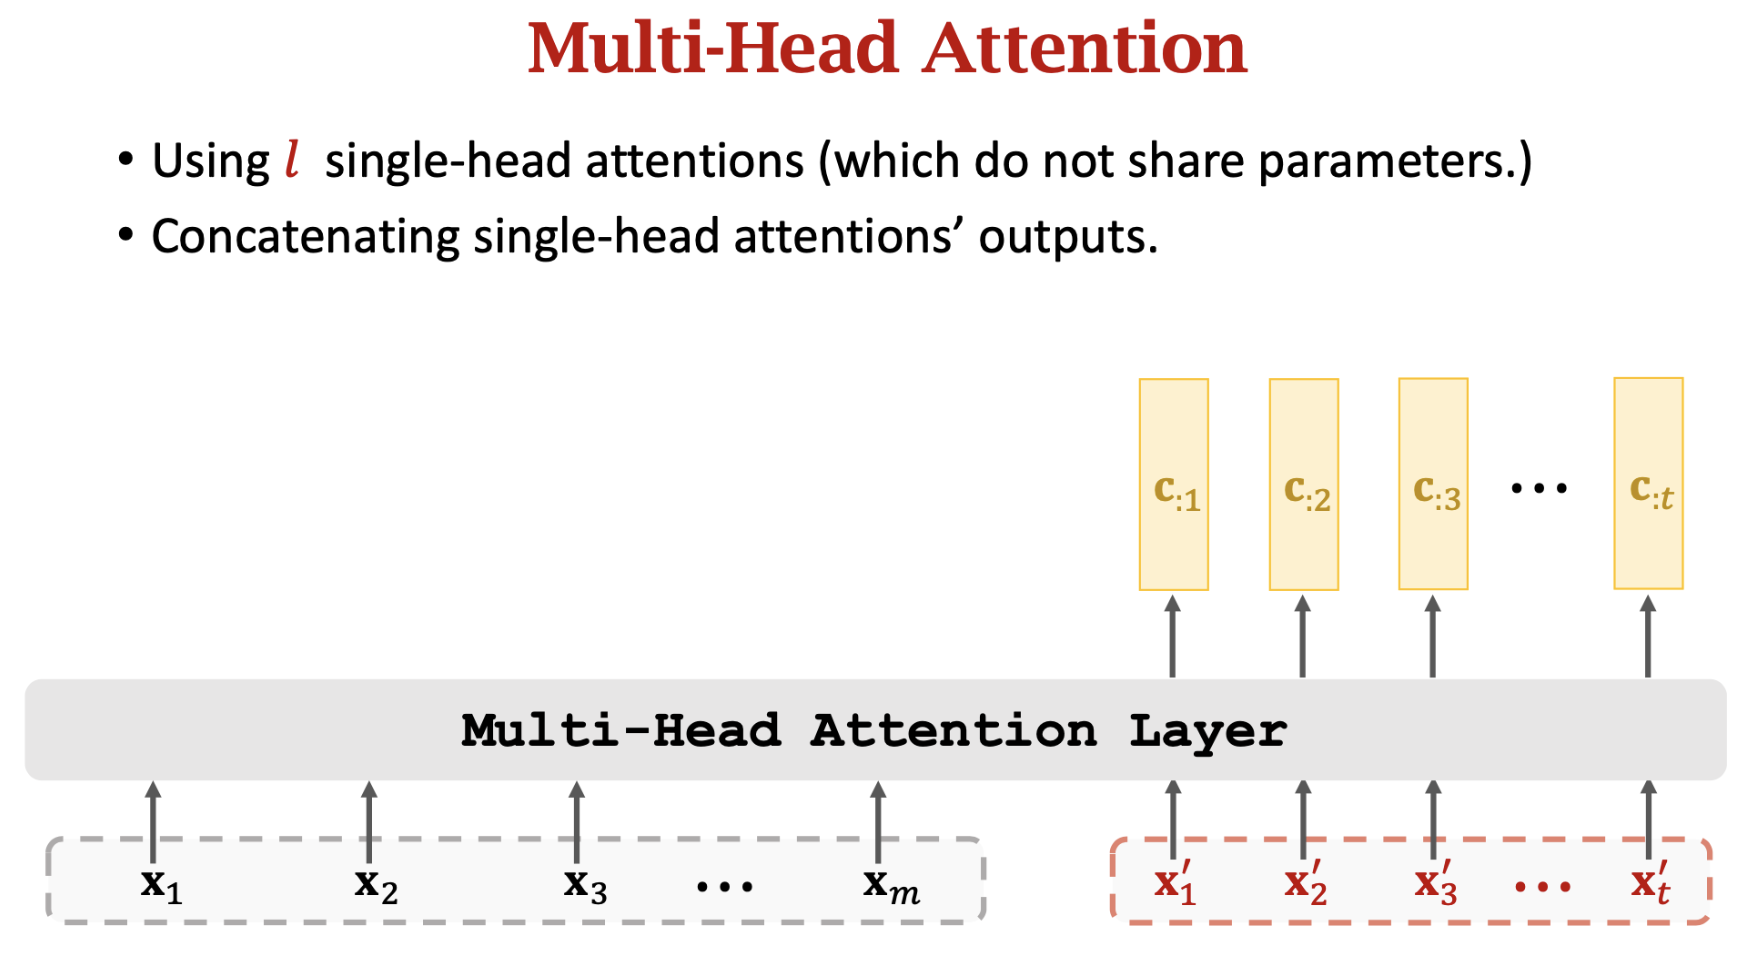 Multi-Head Attention
• Using l single-head attentions (which do not share parameters.)
• Concatenating single-head attentions’ outputs.
c:1 c:2 c:3 ⋯ c:t
Multi-Head Attention Layer
x1 x2 x3 ⋯ xm x′1 x′2 x′3 ⋯ x′t